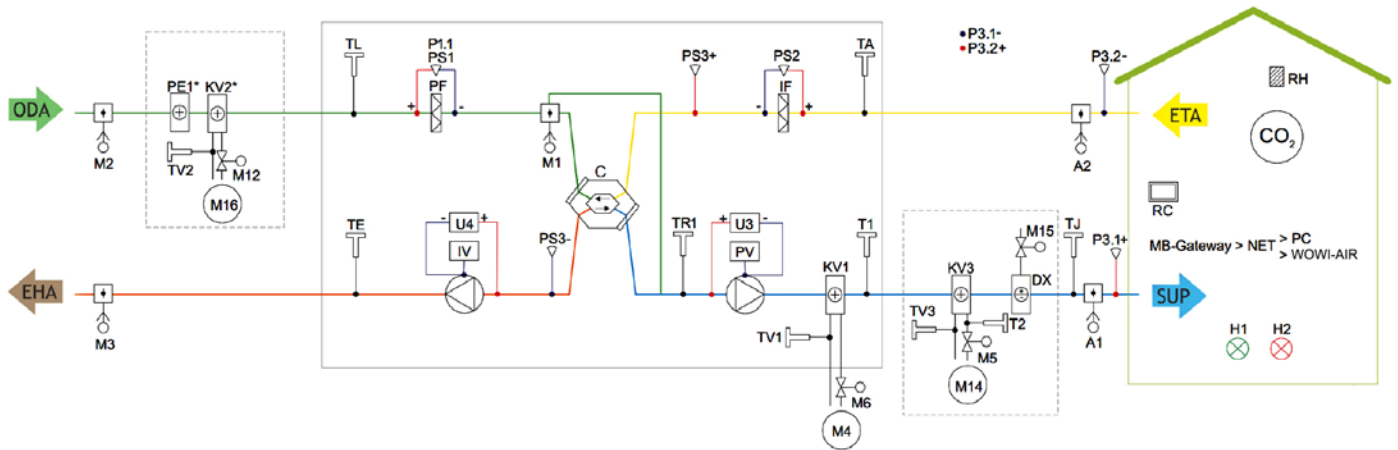 TL
P1.1
PS1
PS3+
PS2
TA
P3.1-
P3.2+
P3.2-
RH
PE1*
KV2*
PF
IF
+
-
-
+
ODA
ETA
CO2
M2
M1
A2
TV2
M12
M16
C
RC
TE
-
U4
+
IV
PS3-
TR1
+
U3
-
PV
T1
M15
TJ
P3.1+
MB-Gateway > NET > PC
> WOWI-AIR
EHA
KV1
KV3
DX
SUP
M3
TV1
TV3
T2
A1
H1
H2
M5
M14
M6
M4